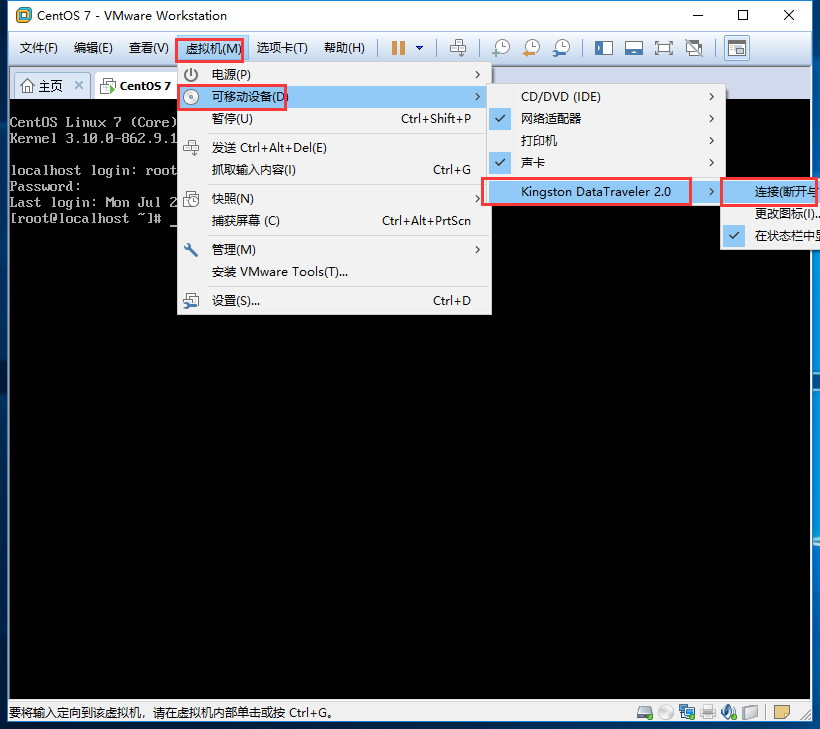 CentOS 7 - VMware Workstation
文件(F) 编辑(E) 查看(V) 虚拟机(M) 选项卡(T) 帮助(H)
主页 CentOS 7
电源(P)
可移动设备(D)
暂停(U) Ctrl+Shift+P
发送 Ctrl+Alt+Del(E)
抓取输入内容(I) Ctrl+G
快照(N)
捕获屏幕 (C) Ctrl+Alt+PrtScn
管理(M)
安装 VMware Tools(T)...
设置(S)... Ctrl+D
CD/DVD (IDE)
网络适配器
打印机
声卡
Kingston DataTraveler 2.0
连接(断开与
更改图标(I)...
在状态栏中显
CentOS Linux 7 (Core)
Kernel 3.10.0-862.9.1
localhost login: root
Password:
Last login: Mon Jul 2
[root@localhost ~]# _
要将输入定向到该虚拟机，请在虚拟机内部单击或按 Ctrl+G。